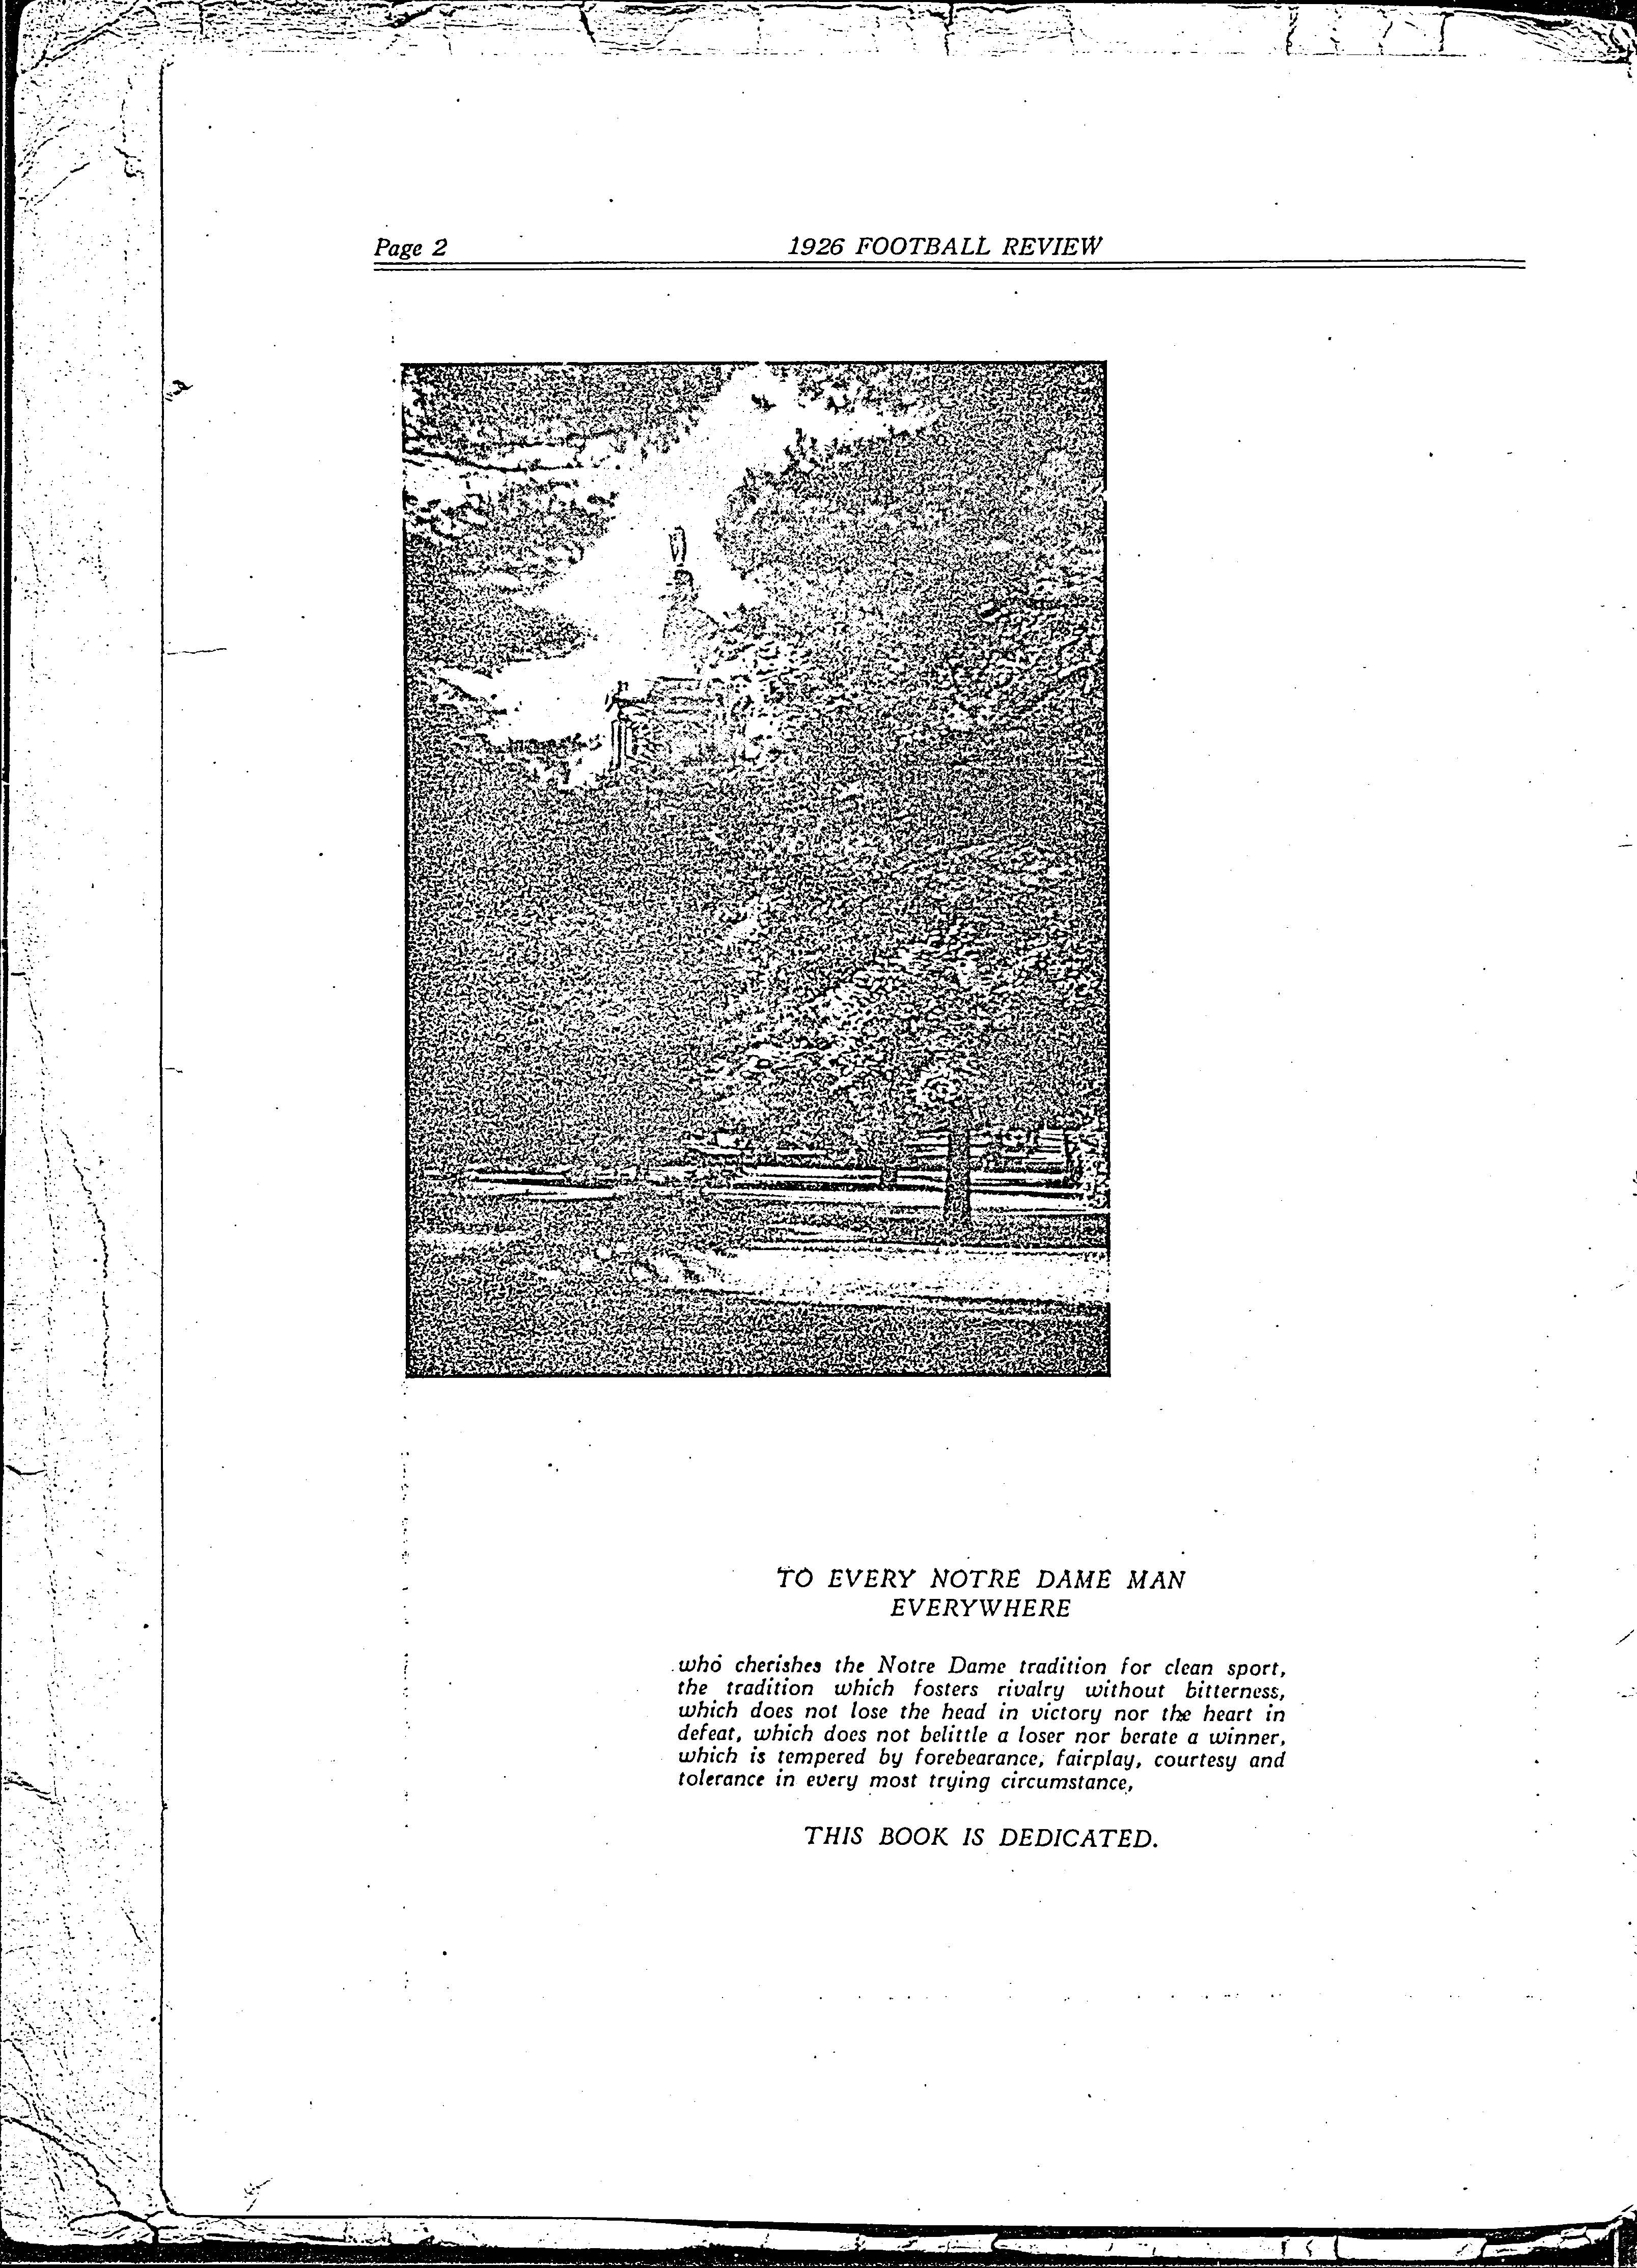 Page 2
1926 FOOTBALL REVIEW
TO EVERY NOTRE DAME MAN
EVERYWHERE
who cherishes the Notre Dame tradition for clean sport,
the tradition which fosters rivalry without bitterness,
which does not lose the head in victory nor the heart in
defeat, which does not belittle a loser nor berate a winner,
which is tempered by forebearance, fairplay, courtesy and
tolerance in every most trying circumstance,
THIS BOOK IS DEDICATED.